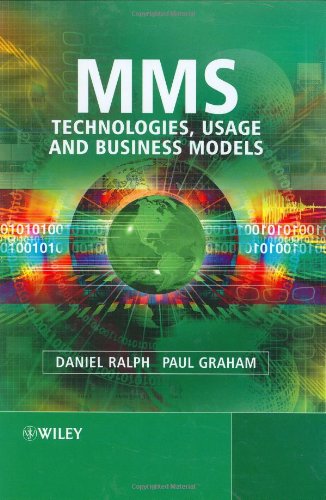 MMS
TECHNOLOGIES, USAGE
AND BUSINESS MODELS
DANIEL RALPH PAUL GRAHAM
WILEY